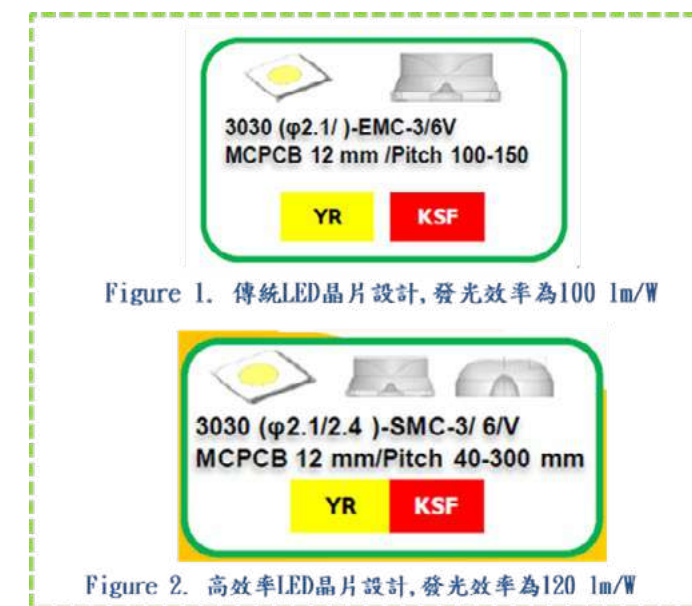 3030 (φ2.1/ )-EMC-3/6V
MCPCB 12 mm /Pitch 100-150
YR KSF
Figure 1. 傳統LED晶片設計,發光效率為100 lm/W
3030 (φ2.1/2.4 )-SMC-3/ 6/V
MCPCB 12 mm/Pitch 40-300 mm
YR KSF
Figure 2. 高效率LED晶片設計,發光效率為120 lm/W